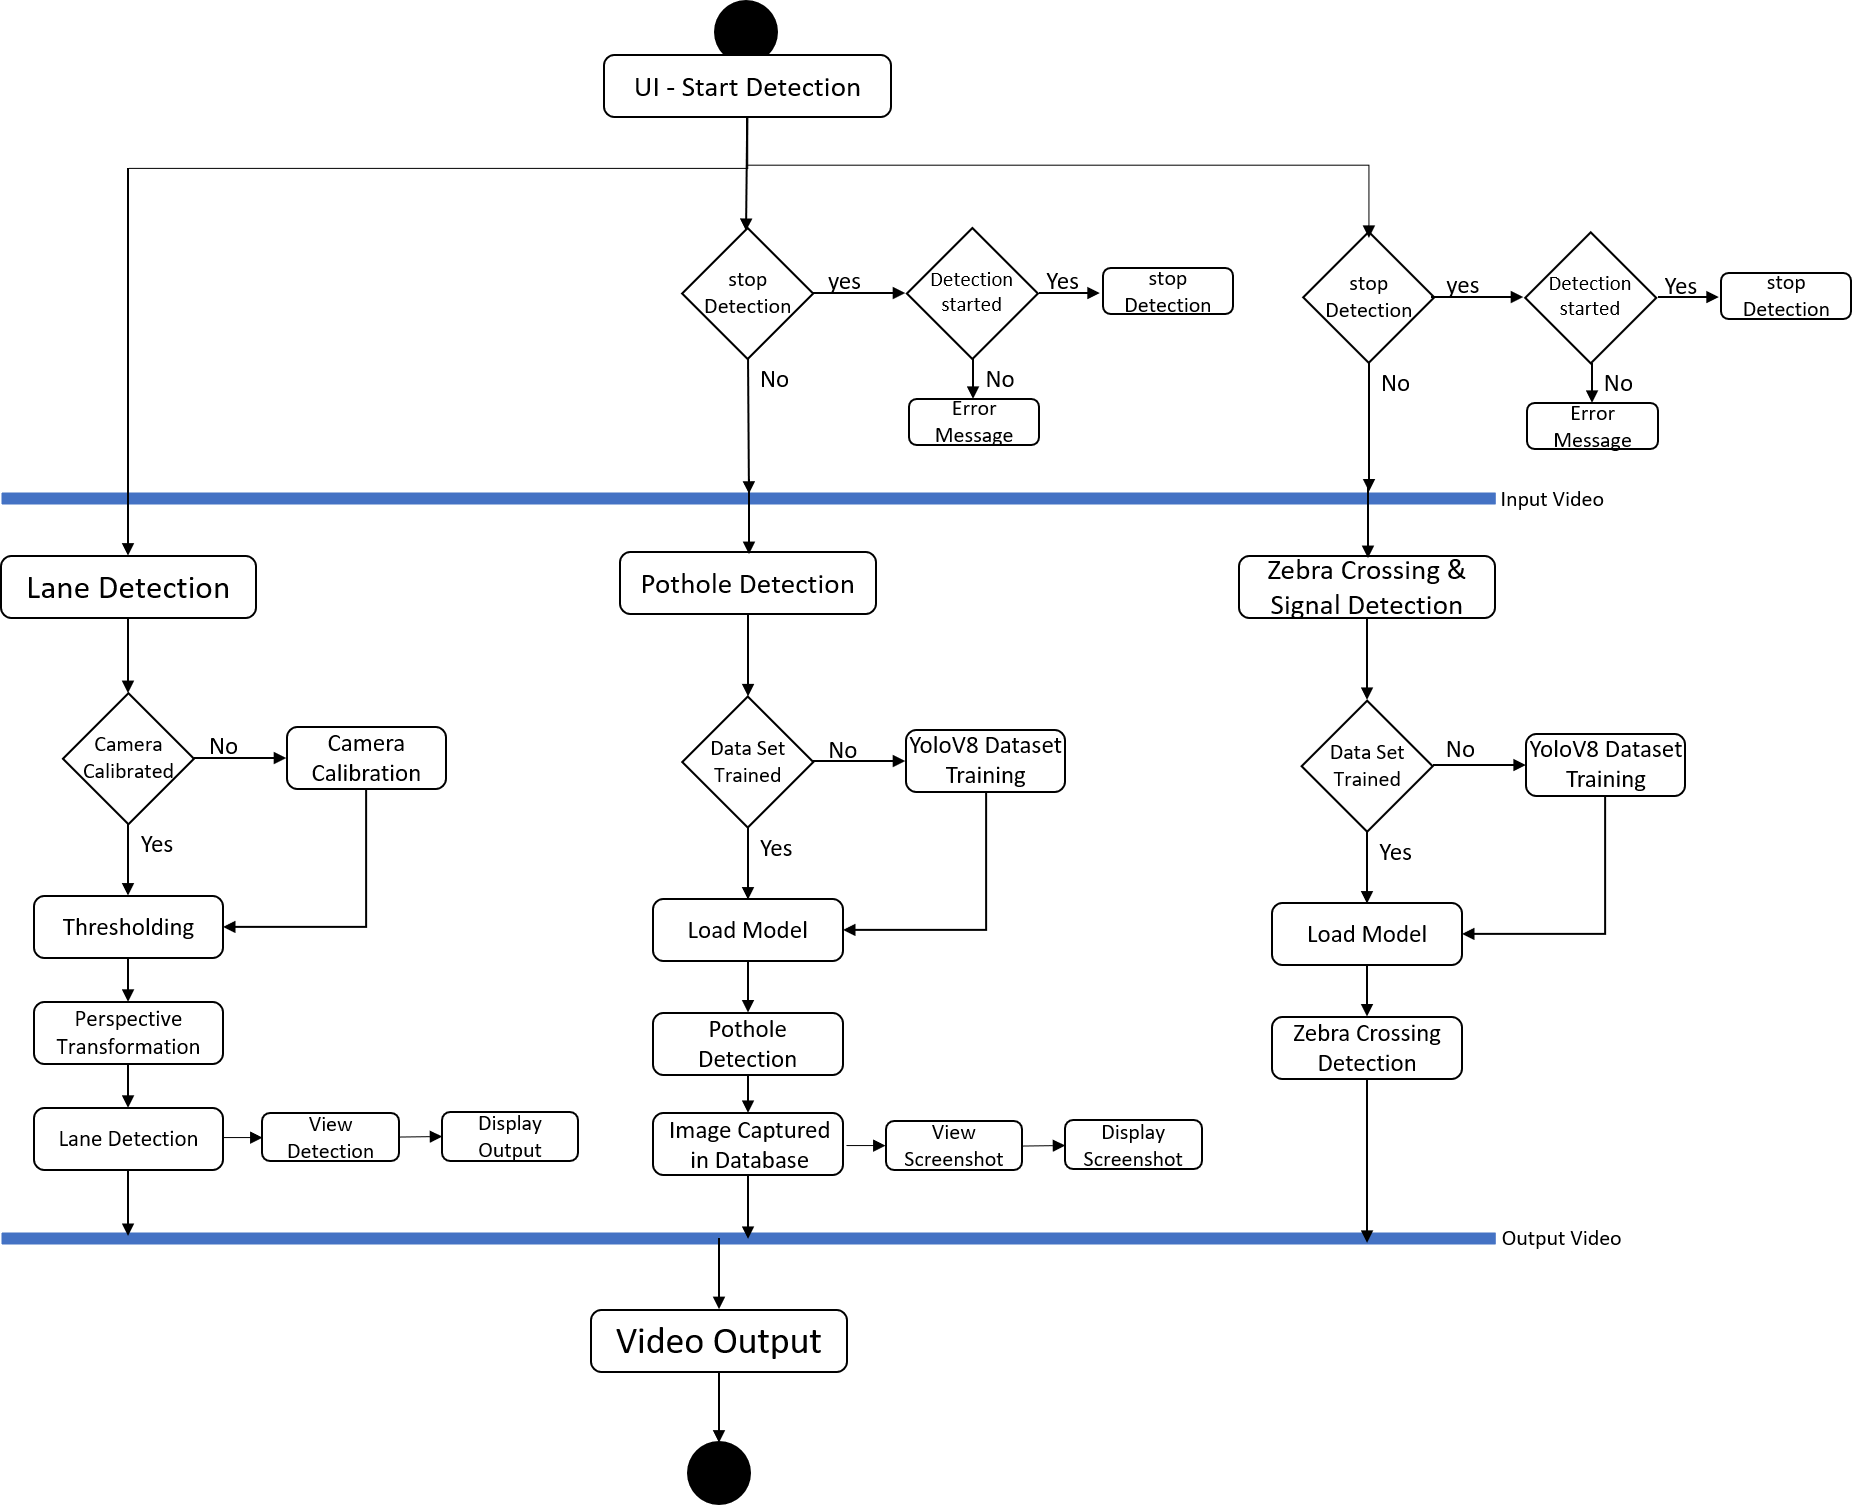 UI - Start Detection
stop
Detection
yes
Detection
started
Yes
stop
Detection
No
No
Error
Message
stop
Detection
yes
Detection
started
Yes
stop
Detection
No
No
Error
Message
Input Video
Lane Detection
Pothole Detection
Zebra Crossing &
Signal Detection
Camera
Calibrated
No
Camera
Calibration
Yes
Data Set
Trained
No
YoloV8 Dataset
Training
Yes
Data Set
Trained
No
YoloV8 Dataset
Training
Yes
Thresholding
Load Model
Load Model
Perspective
Transformation
Pothole
Detection
Zebra Crossing
Detection
Lane Detection
View
Detection
Display
Output
Image Captured
in Database
View
Screenshot
Display
Screenshot
Output Video
Video Output